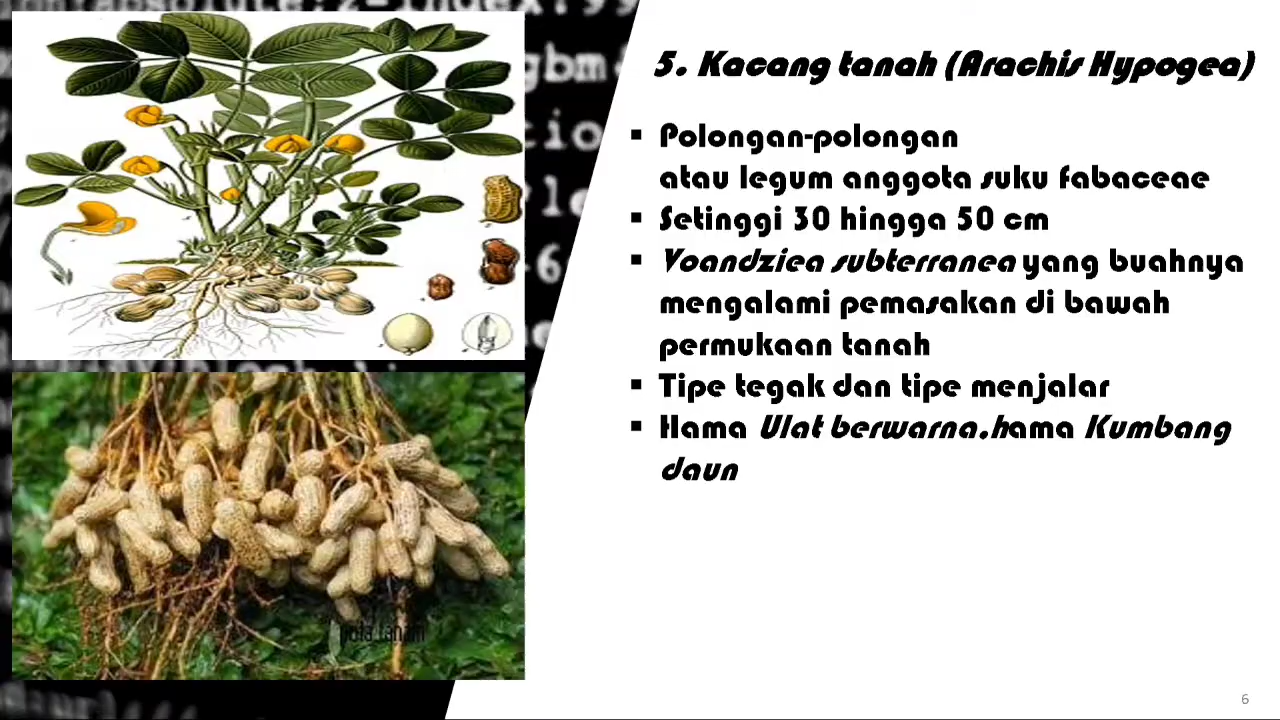 5. Kacang tanah (Arachis Hypogea)
▪ Polongan-polongan
atau legum anggota suku Fabaceae
▪ Setinggi 30 hingga 50 cm
▪ Voandziea subterranea yang buahnya
mengalami pemasakan di bawah
permukaan tanah
▪ Tipe tegak dan tipe menjalar
▪ Hama Ulat berwarna,hama Kumbang
daun
pola tanam
6